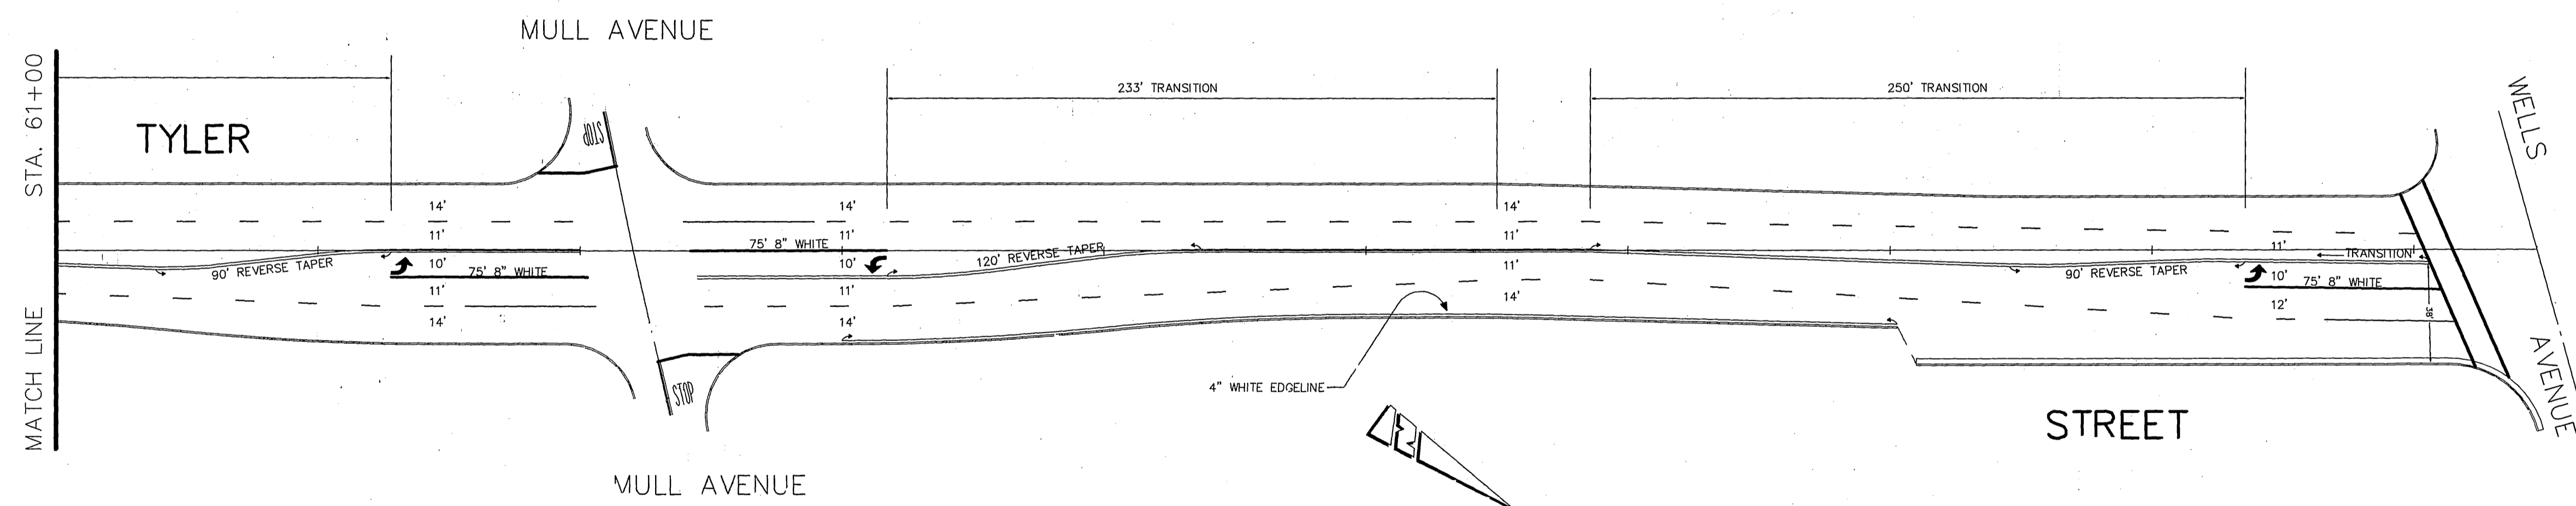 MULL AVENUE
STA. 61+00
MATCH LINE
TYLER
STOP
233' TRANSITION
250' TRANSITION
WELLS
AVENUE
14'
14'
14'
11'
11'
11'
11'
75' 8" WHITE
120' REVERSE TAPER
90' REVERSE TAPER
10'
75' 8" WHITE
10'
11'
TRANSITION
90' REVERSE TAPER
10'
75' 8" WHITE
11'
11'
14'
12'
38'
14'
14'
4" WHITE EDGELINE
STOP
N
STREET
MULL AVENUE